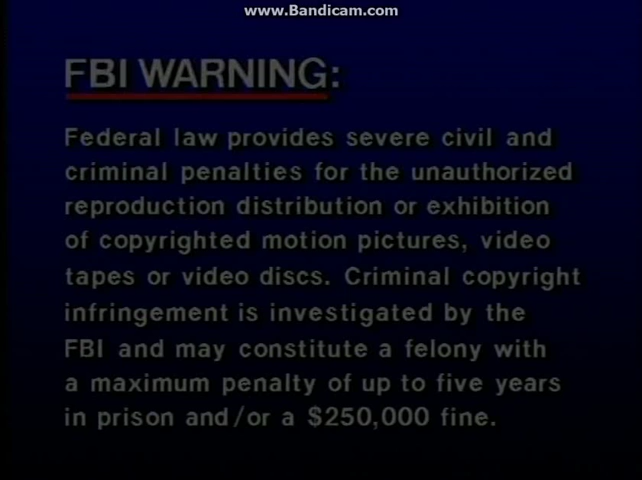 www.Bandicam.com
FBI WARNING:
Federal law provides severe civil and
criminal penalties for the unauthorized
reproduction distribution or exhibition
of copyrighted motion pictures, video
tapes or video discs. Criminal copyright
infringement is investigated by the
FBI and may constitute a felony with
a maximum penalty of up to five years
in prison and/or a $250,000 fine.